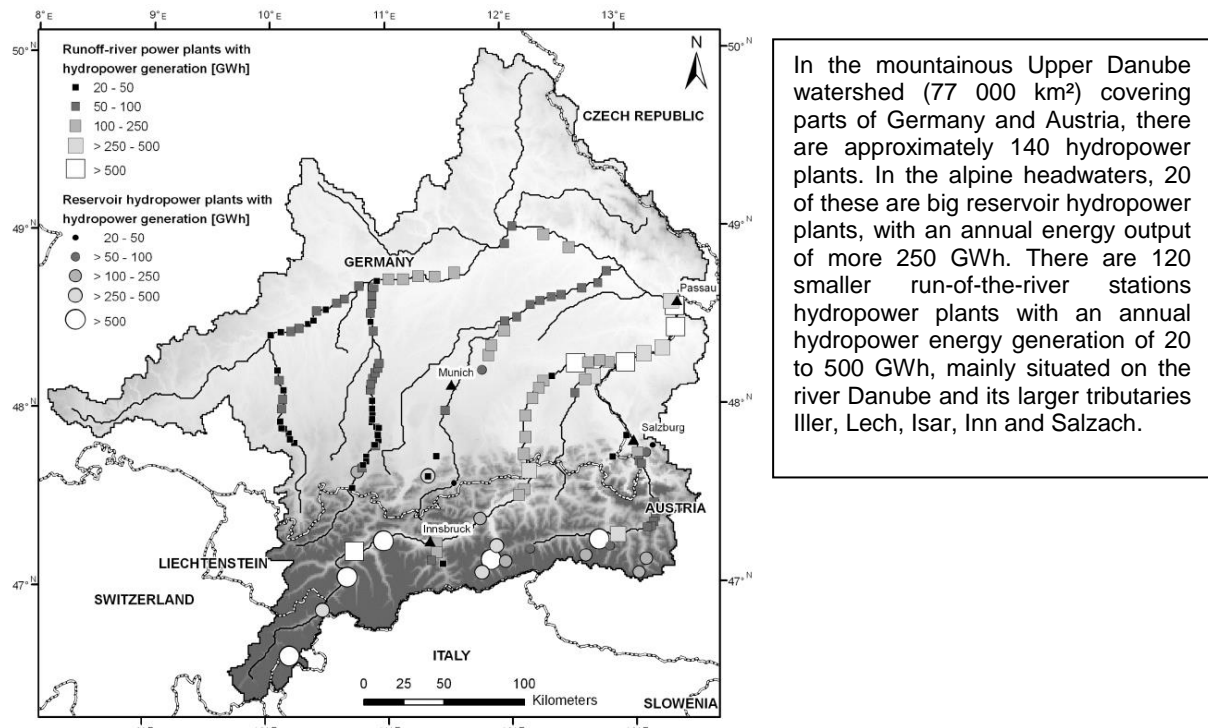 8°E 9°E 10°E 11°E 12°E 13°E
50°N
50°N
Runoff-river power plants with
hydropower generation [GWh]
20 - 50
50 - 100
100 - 250
> 250 - 500
> 500
Reservoir hydropower plants with
hydropower generation [GWh]
20 - 50
> 50 - 100
> 100 - 250
> 250 - 500
> 500
N
CZECH REPUBLIC
49°N
49°N
GERMANY
Passau
Munich
48°N
48°N
Salzburg
AUSTRIA
Innsbruck
LIECHTENSTEIN
47°N
47°N
SWITZERLAND
ITALY
0 25 50 100
Kilometers
SLOWENIA
In the mountainous Upper Danube
watershed (77 000 km²) covering
parts of Germany and Austria, there
are approximately 140 hydropower
plants. In the alpine headwaters, 20
of these are big reservoir hydropower
plants, with an annual energy output
of more 250 GWh. There are 120
smaller run-of-the-river stations
hydropower plants with an annual
hydropower energy generation of 20
to 500 GWh, mainly situated on the
river Danube and its larger tributaries
Iller, Lech, Isar, Inn and Salzach.